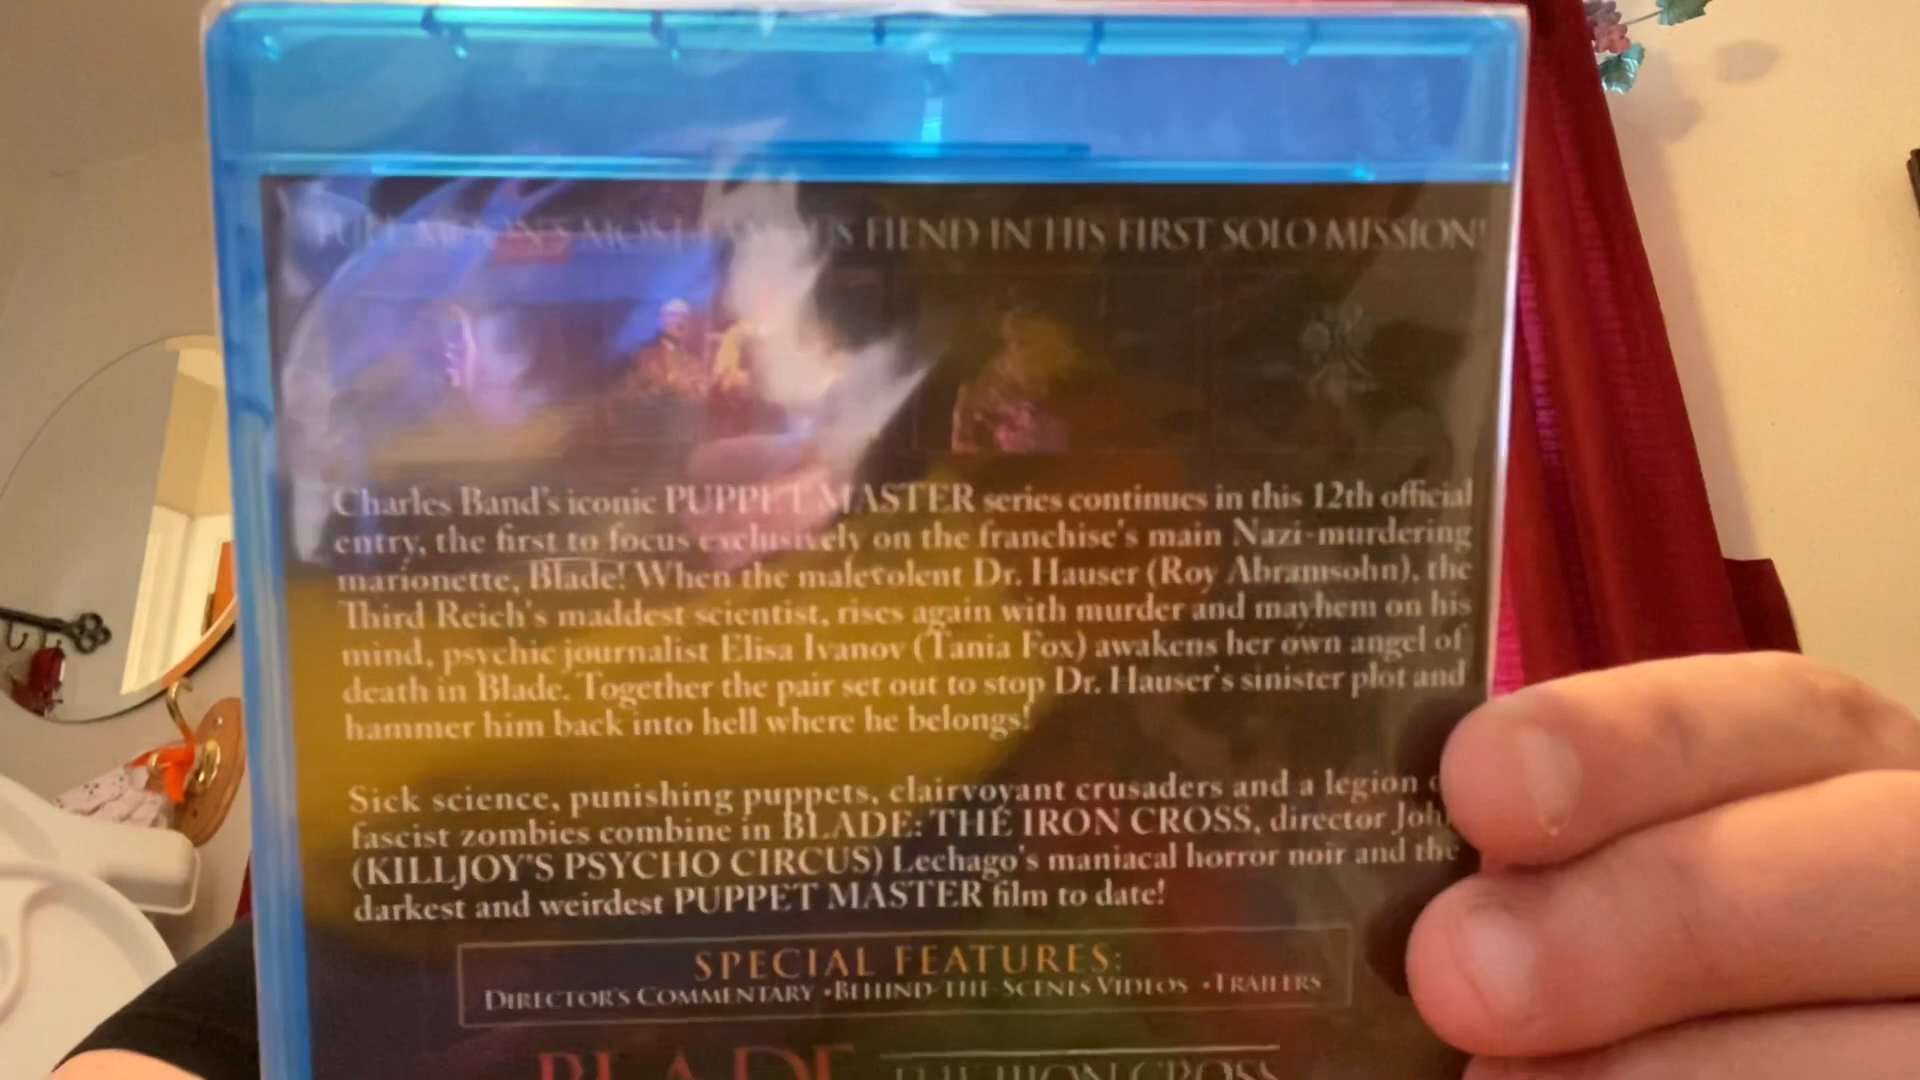 FIEND IN HIS FIRST SOLO MISSION!
Charles Band's iconic PUPPET MASTER series continues in this 12th official
entry, the first to focus exclusively on the franchise's main Nazi-murdering
marionette, Blade! When the malevolent Dr. Hauser (Roy Abramsohn), the
Third Reich's maddest scientist, rises again with murder and mayhem on his
mind, psychic journalist Elisa Ivanov (Tania Fox) awakens her own angel of
death in Blade. Together the pair set out to stop Dr. Hauser's sinister plot and
hammer him back into hell where he belongs!
Sick science, punishing puppets, clairvoyant crusaders and a legion
fascist zombies combine in BLADE: THE IRON CROSS, director
(KILLJOY'S PSYCHO CIRCUS) Lechago's maniacal horror noir and the
darkest and weirdest PUPPET MASTER film to date!
SPECIAL FEATURES:
DIRECTOR'S COMMENTARY •BEHIND-THE-SCENES VIDEOS •TRAILERS
BLADE THE IRON CROSS